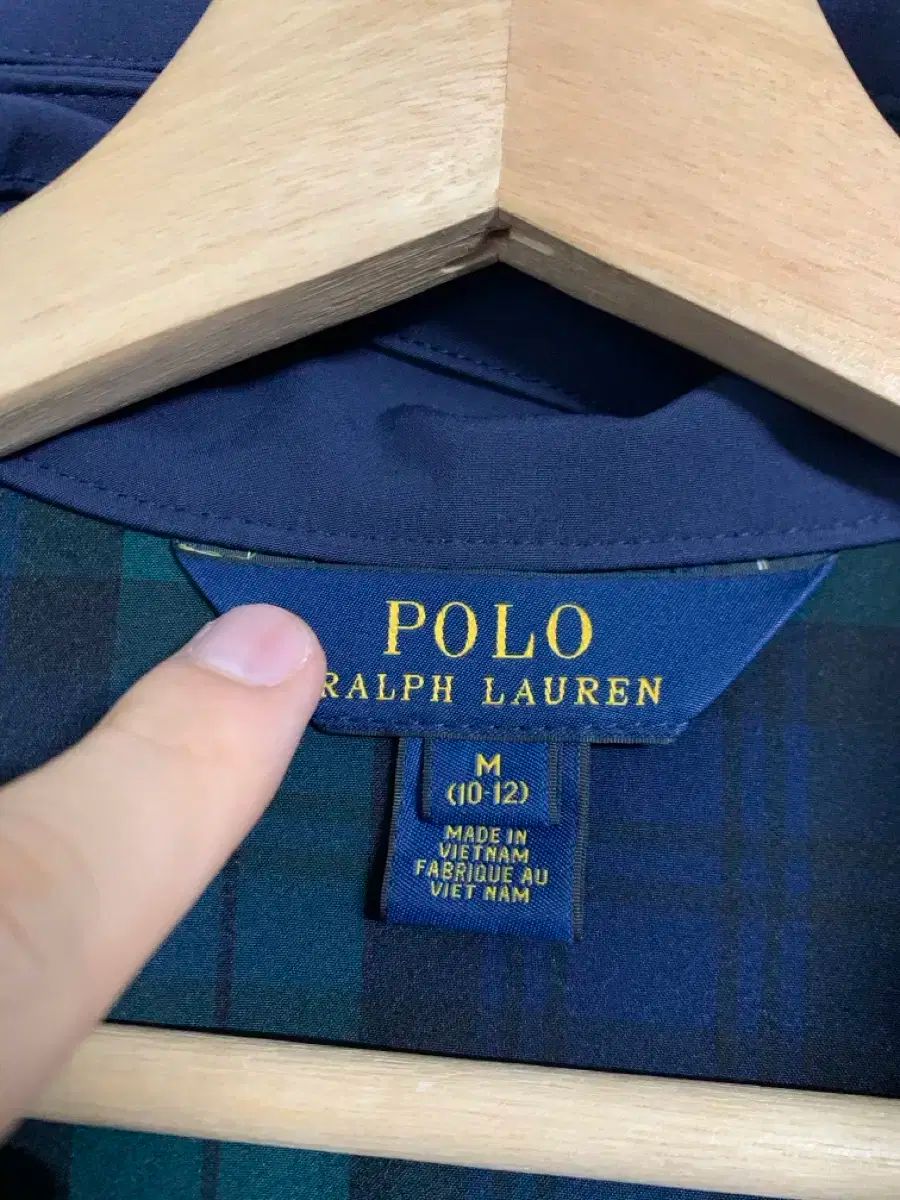 POLO
RALPH LAUREN
M
(10-12)
MADE IN
VIETNAM
FABRIQUE AU
VIET NAM